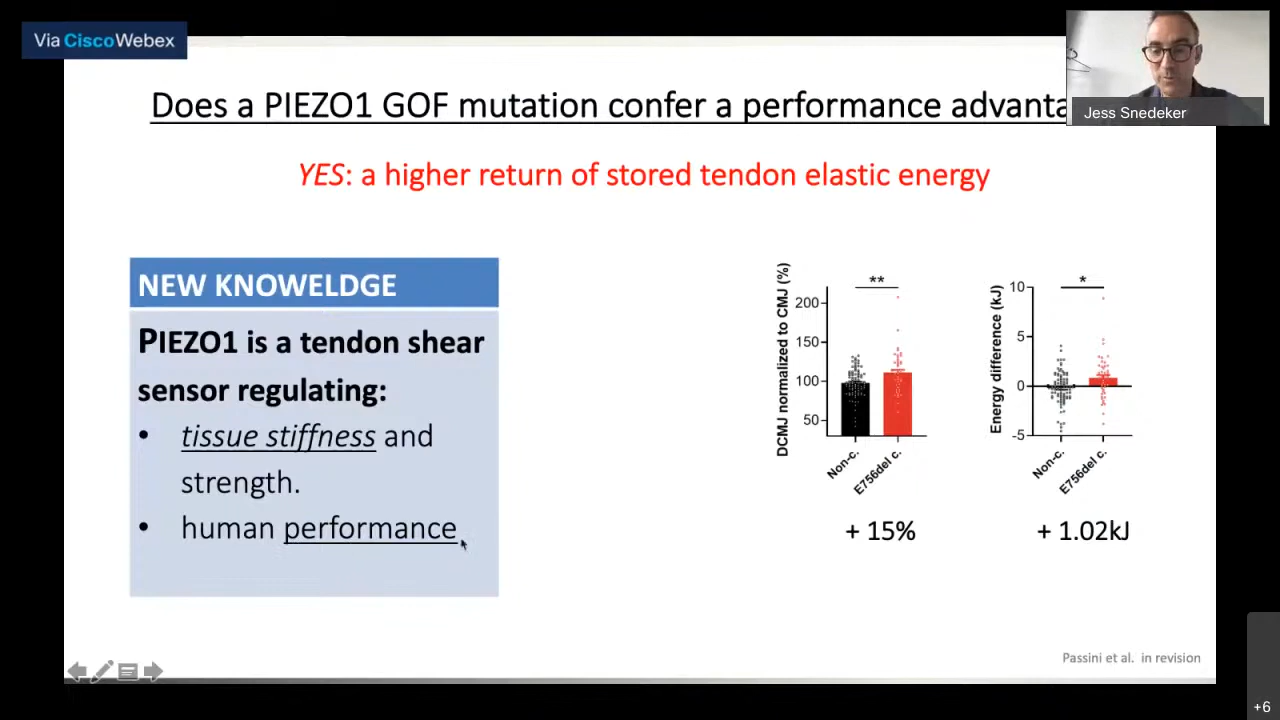 Via CiscoWebex
Jess Snedeker
Does a PIEZO1 GOF mutation confer a performance advanta
YES: a higher return of stored tendon elastic energy
NEW KNOWELDGE
PIEZO1 is a tendon shear
sensor regulating:
• tissue stiffness and
strength.
• human performance
DCMJ normalized to CMJ (%)
200
150
100
50
**
Non-c.
E756del c.
+ 15%
Energy difference (kJ)
10
5
0
-5
*
Non-c.
E756del c.
+ 1.02kJ
Passini et al. in revision
+6